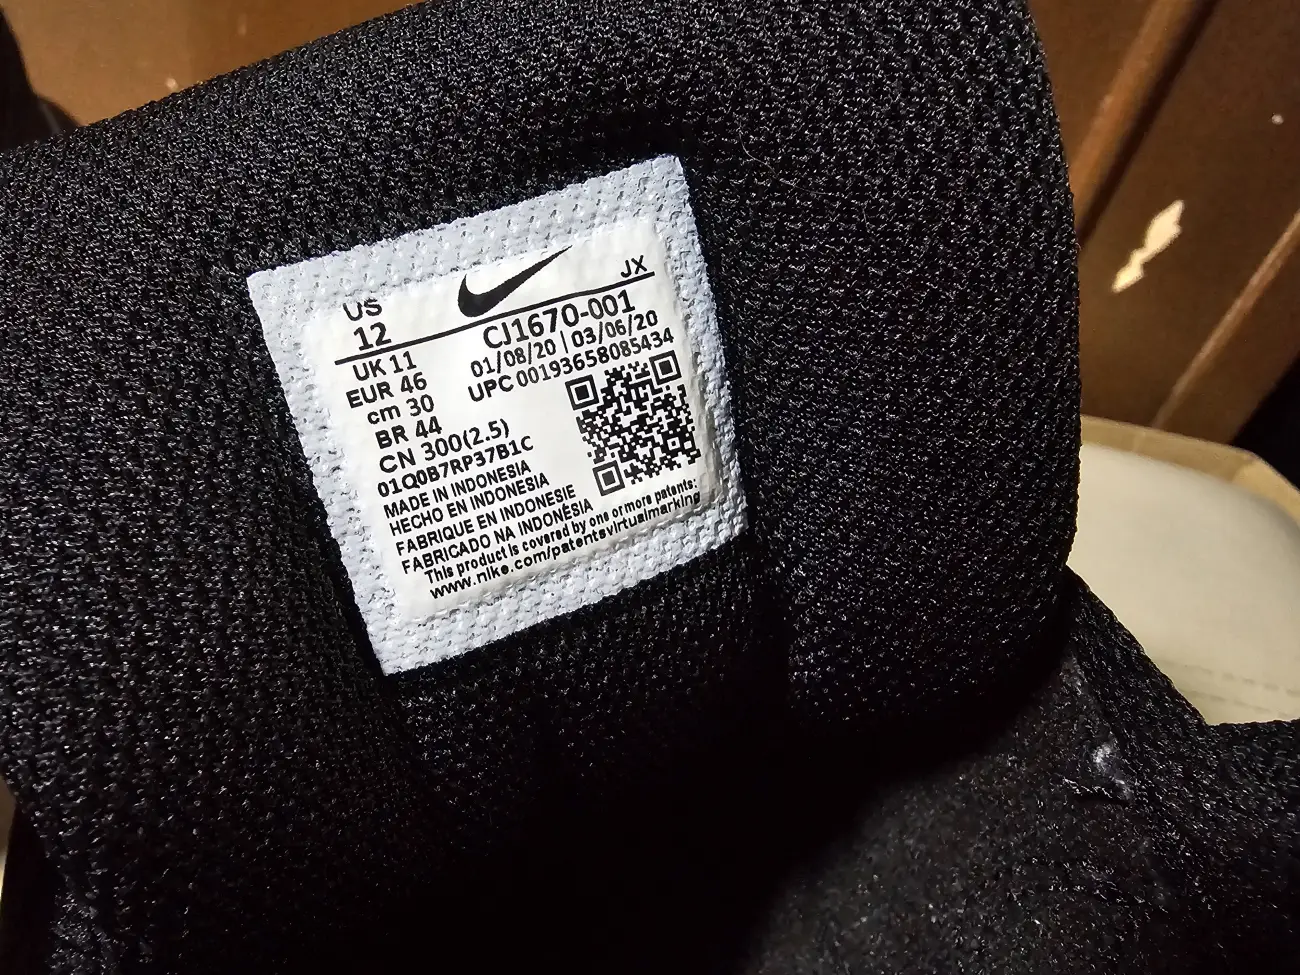 US JX
12 CJ1670-001
UK 11 01/08/20 | 03/06/20
EUR 46 UPC 00193658085434
cm 30
BR 44
CN 300(2.5)
01Q0B7RP37B1C
MADE IN INDONESIA
HECHO EN INDONESIA
FABRIQUE EN INDONESIE
FABRICADO NA INDONÉSIA
This product is covered by one or more patents:
www.nike.com/patentsvirtualmarking